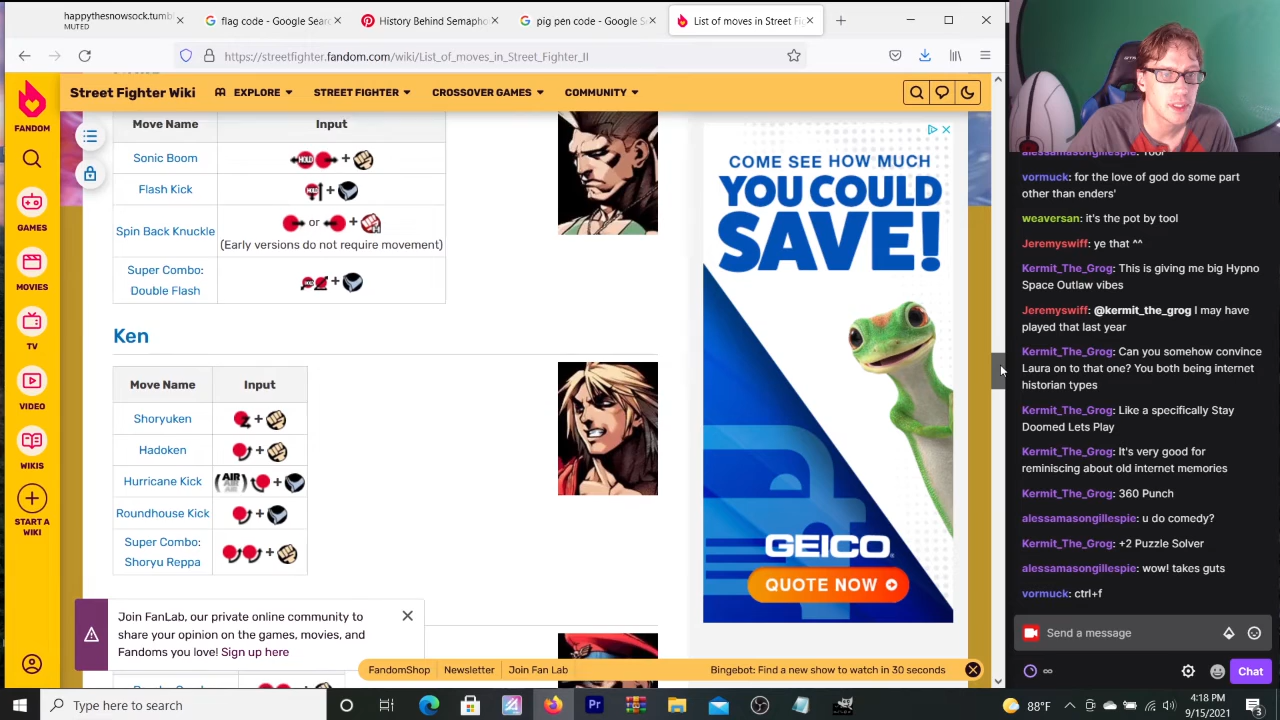 happythesnowsock.tumb
MUTED
flag code - Google Sear
History Behind Semaphc
pig pen code - Google S
List of moves in Street Fi
https://streetfighter.fandom.com/wiki/List_of_moves_in_Street_Fighter_II
FANDOM
Street Fighter Wiki
EXPLORE
STREET FIGHTER
CROSSOVER GAMES
COMMUNITY
GAMES
MOVIES
TV
VIDEO
WIKIS
START A
WIKI
Move Name Input
Sonic Boom HOLD +
Flash Kick +
Spin Back Knuckle or +
(Early versions do not require movement)
Super Combo:
Double Flash +
Ken
Move Name Input
Shoryuken +
Hadoken +
Hurricane Kick (AIR) +
Roundhouse Kick +
Super Combo:
Shoryu Reppa +
Join FanLab, our private online community to
share your opinion on the games, movies, and
Fandoms you love! Sign up here
FandomShop Newsletter Join Fan Lab
Bingebot: Find a new show to watch in 30 seconds
COME SEE HOW MUCH
YOU COULD
SAVE!
GEICO
QUOTE NOW
vormuck: for the love of god do some part
other than enders'
weaversan: it's the pot by tool
Jeremyswiff: ye that ^^
Kermit_The_Grog: This is giving me big Hypno
Space Outlaw vibes
Jeremyswiff: @kermit_the_grog I may have
played that last year
Kermit_The_Grog: Can you somehow convince
Laura on to that one? You both being internet
historian types
Kermit_The_Grog: Like a specifically Stay
Doomed Lets Play
Kermit_The_Grog: It's very good for
reminiscing about old internet memories
Kermit_The_Grog: 360 Punch
alessamasongillespie: u do comedy?
Kermit_The_Grog: +2 Puzzle Solver
alessamasongillespie: wow! takes guts
vormuck: ctrl+f
Send a message
∞
Chat
Type here to search
88°F
4:18 PM
9/15/2021
3